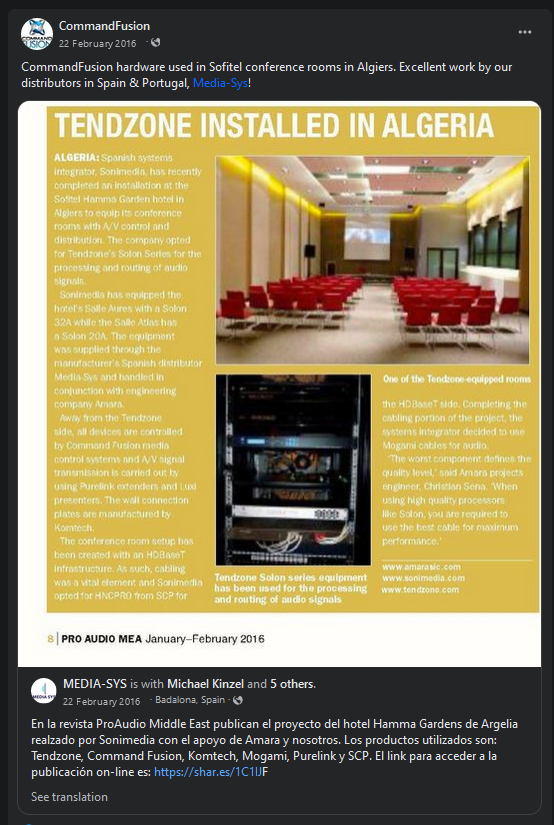 CommandFusion
22 February 2016 ·
CommandFusion hardware used in Sofitel conference rooms in Algiers. Excellent work by our
distributors in Spain & Portugal, Media-Sys!
TENDZONE INSTALLED IN ALGERIA
ALGERIA: Spanish systems
integrator, Sonimedia, has recently
completed an installation at the
Sofitel Hamma Garden hotel in
Algiers to equip its conference
rooms with A/V control and
distribution. The company opted
for Tendzone's Solon Series for the
processing and routing of audio
signals.
Sonimedia has equipped the
hotel's Salle Aures with a Solon
32A while the Salle Atlas has
a Solon 20A. The equipment
was supplied through the
manufacturer's Spanish distributor
Media-Sys and handled in
conjunction with engineering
company Amara.
Away from the Tendzone
side, all devices are controlled
by Command Fusion media
control systems and A/V signal
transmission is carried out by
using Purelink extenders and Luxi
presenters. The wall connection
plates are manufactured by
Komtech.
The conference room setup has
been created with an HDBaseT
infrastructure. As such, cabling
was a vital element and Sonimedia
opted for HNCPRO from SCP for
One of the Tendzone-equipped rooms
the HDBaseT side. Completing the
cabling portion of the project, the
systems integrator decided to use
Mogami cables for audio.
'The worst component defines the
quality level,' said Amara projects
engineer, Christian Sena. 'When
using high quality processors
like Solon, you are required to
use the best cable for maximum
performance.'
www.amarasic.com
www.sonimedia.com
www.tendzone.com
Tendzone Solon series equipment
has been used for the processing
and routing of audio signals
8 | PRO AUDIO MEA January–February 2016
MEDIA-SYS is with Michael Kinzel and 5 others.
22 February 2016 · Badalona, Spain ·
En la revista ProAudio Middle East publican el proyecto del hotel Hamma Gardens de Argelia
realzado por Sonimedia con el apoyo de Amara y nosotros. Los productos utilizados son:
Tendzone, Command Fusion, Komtech, Mogami, Purelink y SCP. El link para acceder a la
publicación on-line es: https://shar.es/1C1IJF
See translation